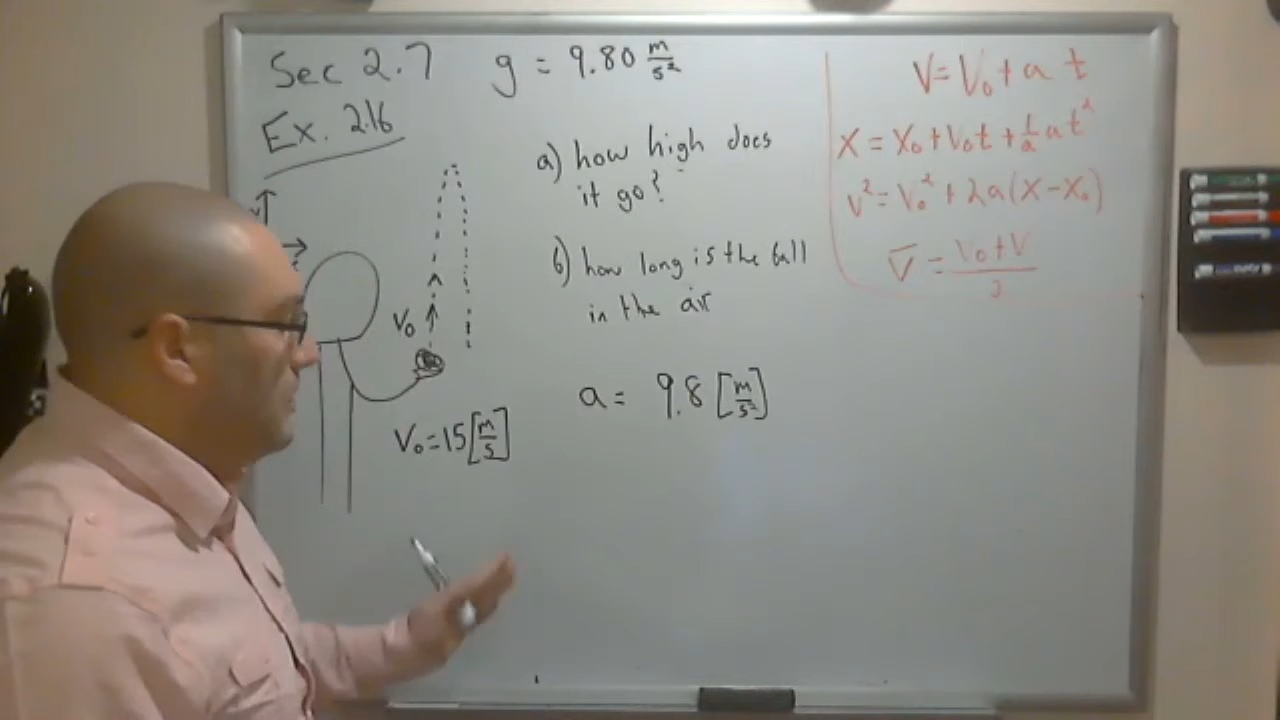 Sec 2.7
g = 9.80 m/s²
Ex. 2.16
a) how high does
it go?
b) how long is the ball
in the air
a = 9.8 [m/s²]
V₀
V₀ = 15 [m/s]
V = V₀ + a t
X = X₀ + V₀t + ½at²
V² = V₀² + 2a(X - X₀)
V̅ = (V₀ + V)/2